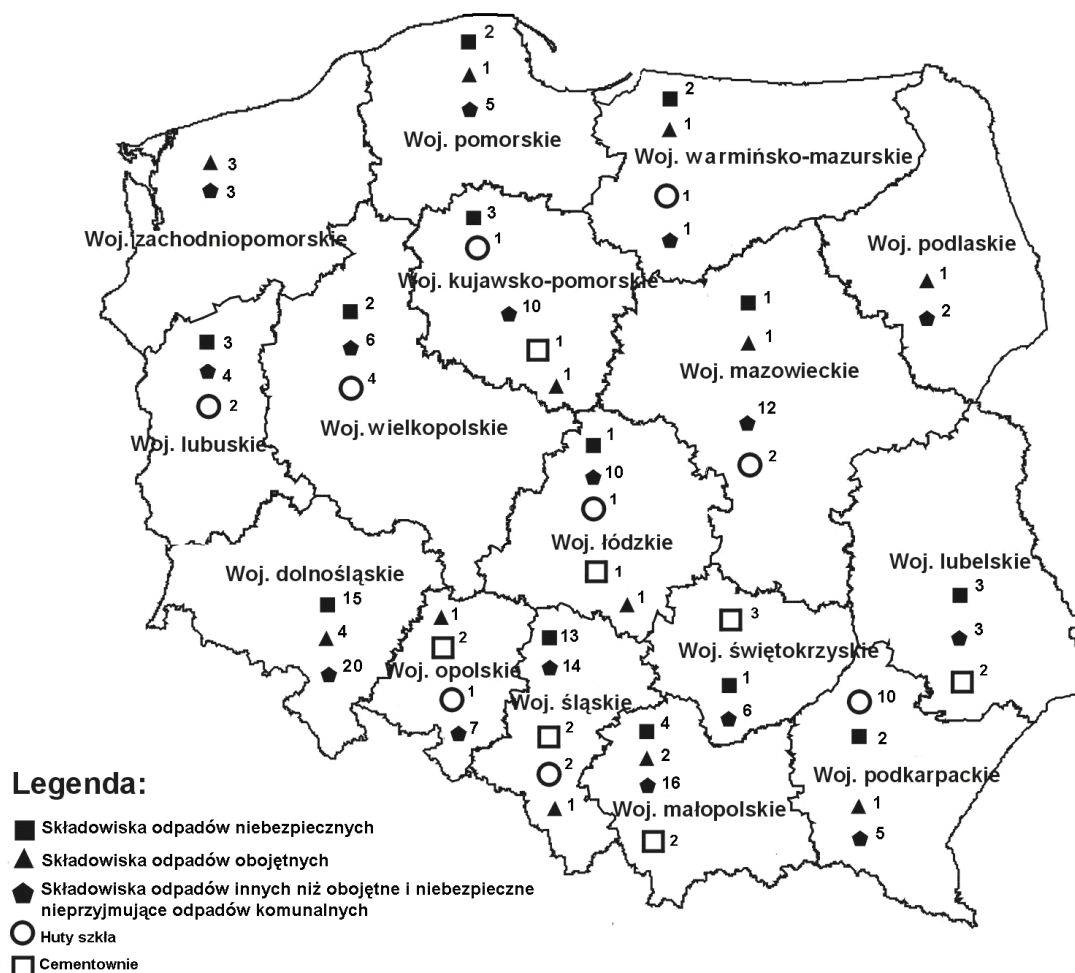 2
1
5
Woj. pomorskie
2
1
Woj. warmińsko-mazurskie
1
1
3
3
Woj. zachodniopomorskie
3
1
Woj. kujawsko-pomorskie
10
1
1
Woj. podlaskie
1
2
2
6
4
Woj. wielkopolskie
3
4
2
Woj. lubuskie
1
1
Woj. mazowieckie
12
2
1
10
1
Woj. łódzkie
1
1
Woj. dolnośląskie
15
4
20
Woj. lubelskie
3
3
2
1
2
Woj. opolskie
1
7
13
14
Woj. śląskie
2
2
1
3
Woj. świętokrzyskie
1
6
4
2
16
Woj. małopolskie
2
10
2
Woj. podkarpackie
1
5
Legenda:
Składowiska odpadów niebezpiecznych
Składowiska odpadów obojętnych
Składowiska odpadów innych niż obojętne i niebezpieczne
nieprzyjmujące odpadów komunalnych
Huty szkła
Cementownie